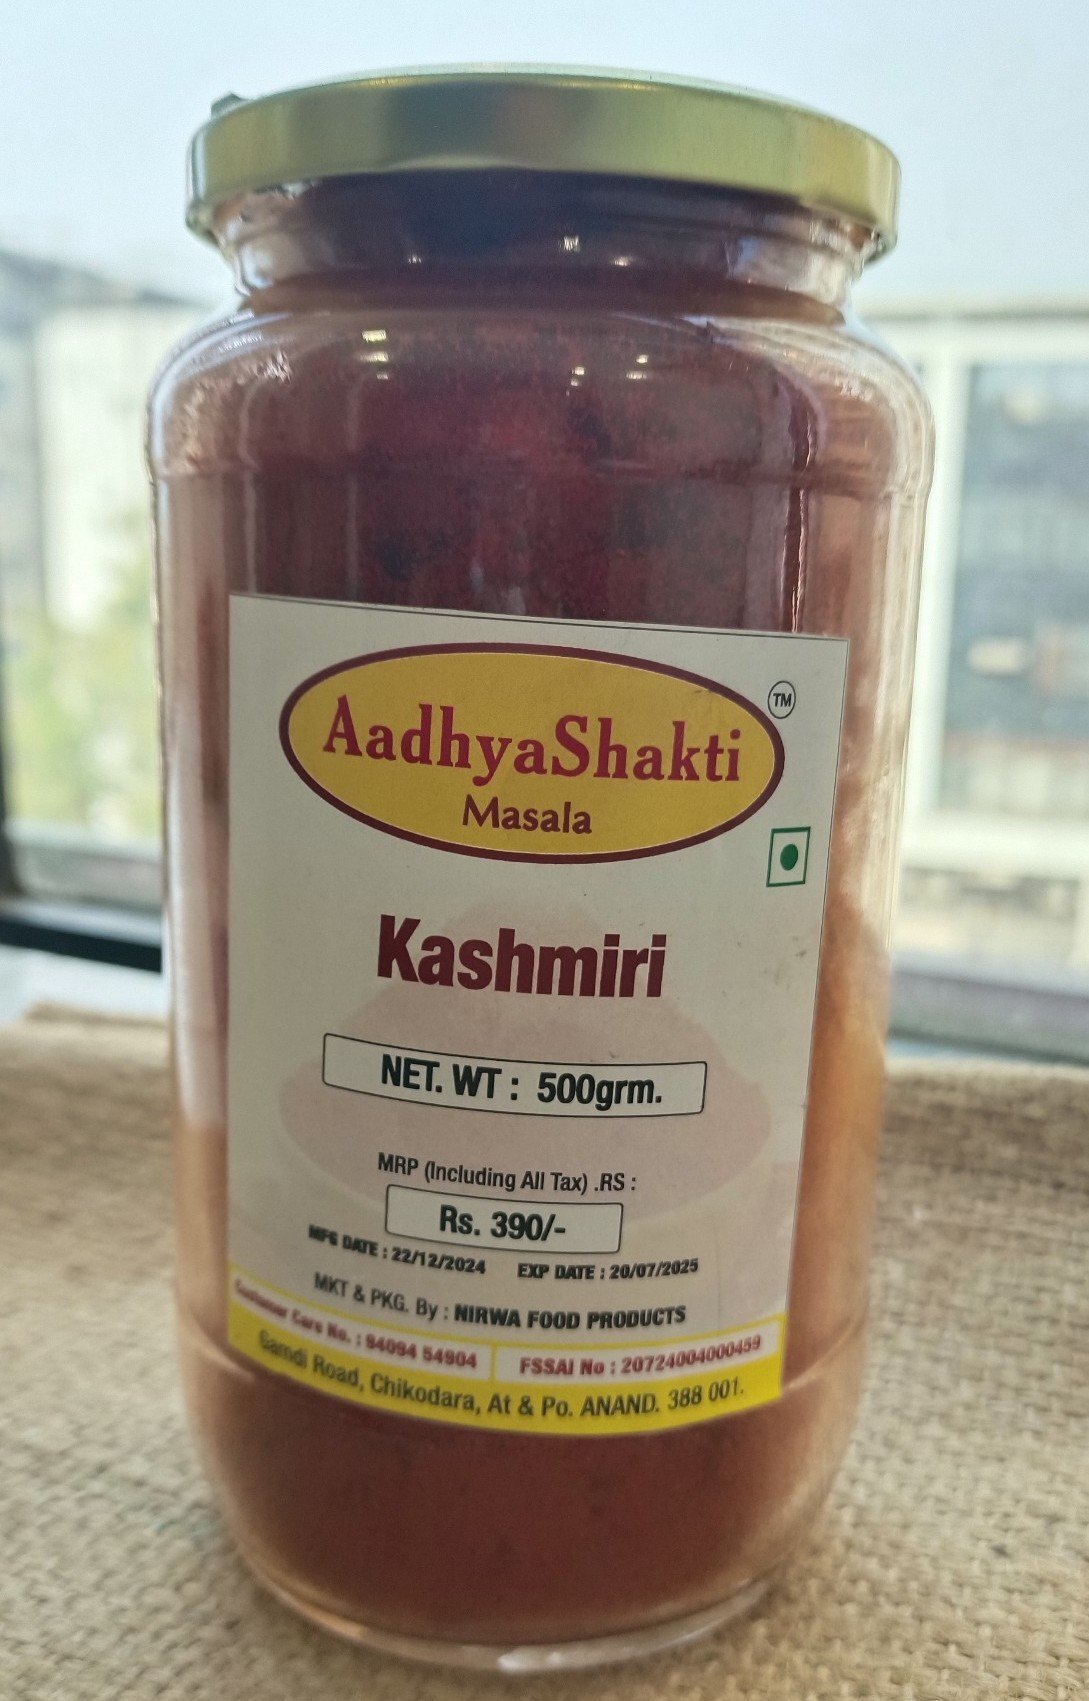 AadhyaShakti
TM
Masala
Kashmiri
NET. WT : 500grm.
MRP (Including All Tax) .RS :
Rs. 390/-
MFG DATE : 22/12/2024 EXP DATE : 20/07/2025
MKT & PKG. By : NIRWA FOOD PRODUCTS
Customer Care No. : 94094 54904 FSSAI No : 20724004000459
Gamdi Road, Chikodara, At & Po. ANAND. 388 001.